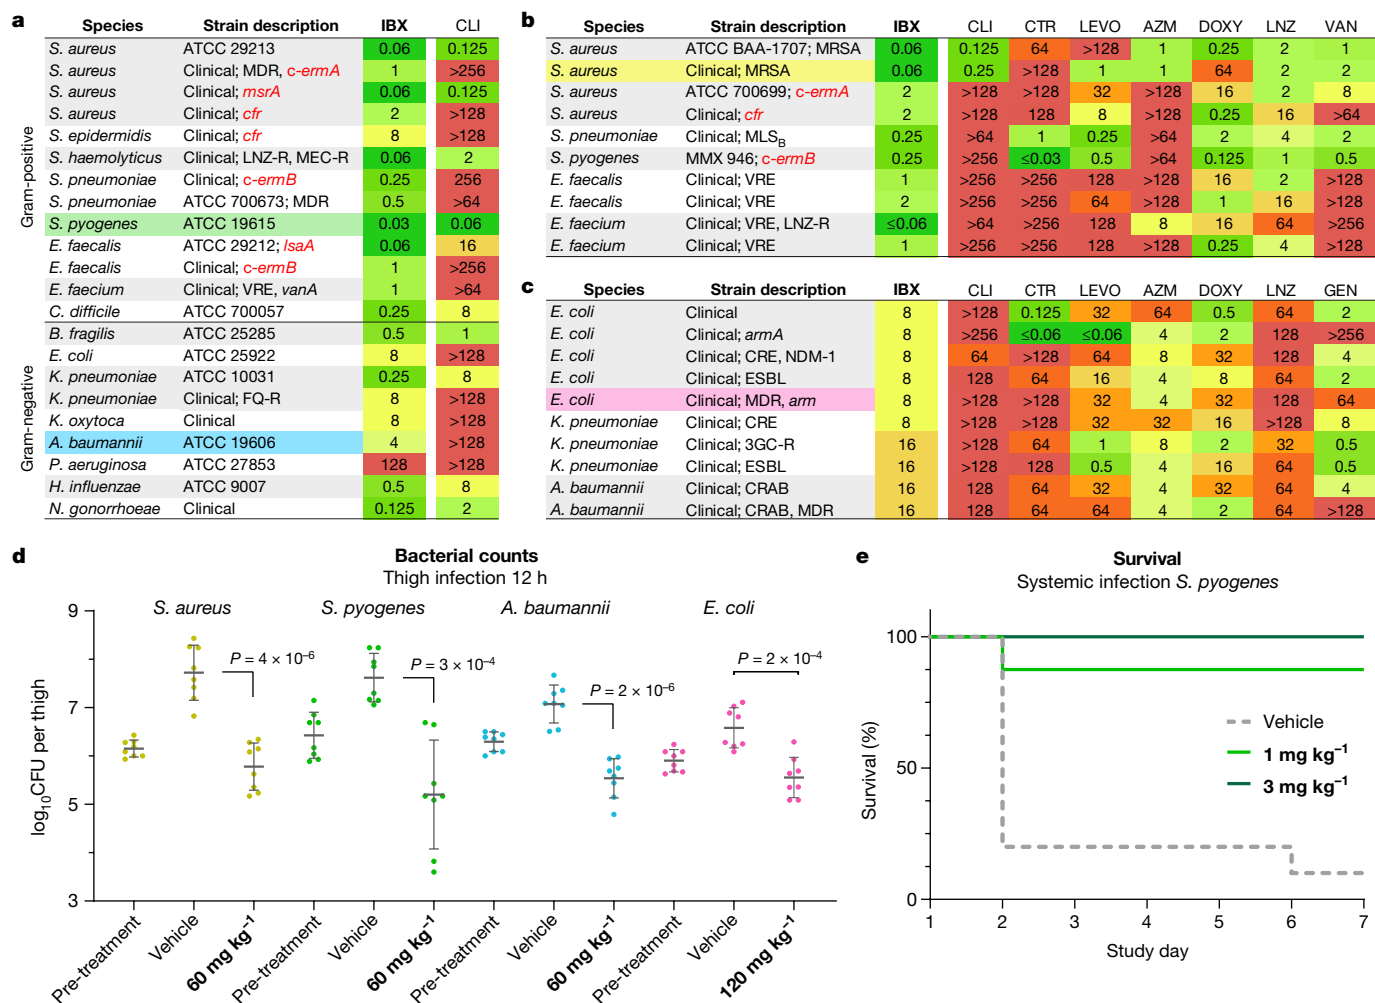 a
Species Strain description IBX CLI
Gram-positive
S. aureus ATCC 29213 0.06 0.125
S. aureus Clinical; MDR, c-ermA 1 >256
S. aureus Clinical; msrA 0.06 0.125
S. aureus Clinical; cfr 2 >128
S. epidermidis Clinical; cfr 8 >128
S. haemolyticus Clinical; LNZ-R, MEC-R 0.06 2
S. pneumoniae Clinical; c-ermB 0.25 256
S. pneumoniae ATCC 700673; MDR 0.5 >64
S. pyogenes ATCC 19615 0.03 0.06
E. faecalis ATCC 29212; lsaA 0.06 16
E. faecalis Clinical; c-ermB 1 >256
E. faecium Clinical; VRE, vanA 1 >64
C. difficile ATCC 700057 0.25 8
Gram-negative
B. fragilis ATCC 25285 0.5 1
E. coli ATCC 25922 8 >128
K. pneumoniae ATCC 10031 0.25 8
K. pneumoniae Clinical; FQ-R 8 >128
K. oxytoca Clinical 8 >128
A. baumannii ATCC 19606 4 >128
P. aeruginosa ATCC 27853 128 >128
H. influenzae ATCC 9007 0.5 8
N. gonorrhoeae Clinical 0.125 2
b
Species Strain description IBX CLI CTR LEVO AZM DOXY LNZ VAN
S. aureus ATCC BAA-1707; MRSA 0.06 0.125 64 >128 1 0.25 2 1
S. aureus Clinical; MRSA 0.06 0.25 >128 1 1 64 2 2
S. aureus ATCC 700699; c-ermA 2 >128 >128 32 >128 16 2 8
S. aureus Clinical; cfr 2 >128 128 8 >128 0.25 16 >64
S. pneumoniae Clinical; MLSB 0.25 >64 1 0.25 >64 2 4 2
S. pyogenes MMX 946; c-ermB 0.25 >256 ≤0.03 0.5 >64 0.125 1 0.5
E. faecalis Clinical; VRE 1 >256 >256 128 >128 16 2 >128
E. faecalis Clinical; VRE 2 >256 >256 64 >128 1 16 >128
E. faecium Clinical; VRE, LNZ-R ≤0.06 >64 >256 128 8 16 64 >256
E. faecium Clinical; VRE 1 >256 >256 128 >128 0.25 4 >128
c
Species Strain description IBX CLI CTR LEVO AZM DOXY LNZ GEN
E. coli Clinical 8 >128 0.125 32 64 0.5 64 2
E. coli Clinical; armA 8 >256 ≤0.06 ≤0.06 4 2 128 >256
E. coli Clinical; CRE, NDM-1 8 64 >128 64 8 32 128 4
E. coli Clinical; ESBL 8 128 64 16 4 8 64 2
E. coli Clinical; MDR, arm 8 >128 >128 32 4 32 128 64
K. pneumoniae Clinical; CRE 8 >128 >128 32 32 16 >128 8
K. pneumoniae Clinical; 3GC-R 16 >128 64 1 8 2 32 0.5
K. pneumoniae Clinical; ESBL 16 >128 128 0.5 4 16 64 0.5
A. baumannii Clinical; CRAB 16 128 64 32 4 32 64 4
A. baumannii Clinical; CRAB, MDR 16 128 64 64 4 2 64 >128
d
Bacterial counts
Thigh infection 12 h
S. aureus S. pyogenes A. baumannii E. coli
P = 4 × 10–6 P = 3 × 10–4 P = 2 × 10–6 P = 2 × 10–4
log10CFU per thigh
9
7
5
3
Pre-treatment Vehicle 60 mg kg–1 Pre-treatment Vehicle 60 mg kg–1 Pre-treatment Vehicle 60 mg kg–1 Pre-treatment Vehicle 120 mg kg–1
e
Survival
Systemic infection S. pyogenes
Survival (%)
100
50
0
Vehicle
1 mg kg–1
3 mg kg–1
1 2 3 4 5 6 7
Study day